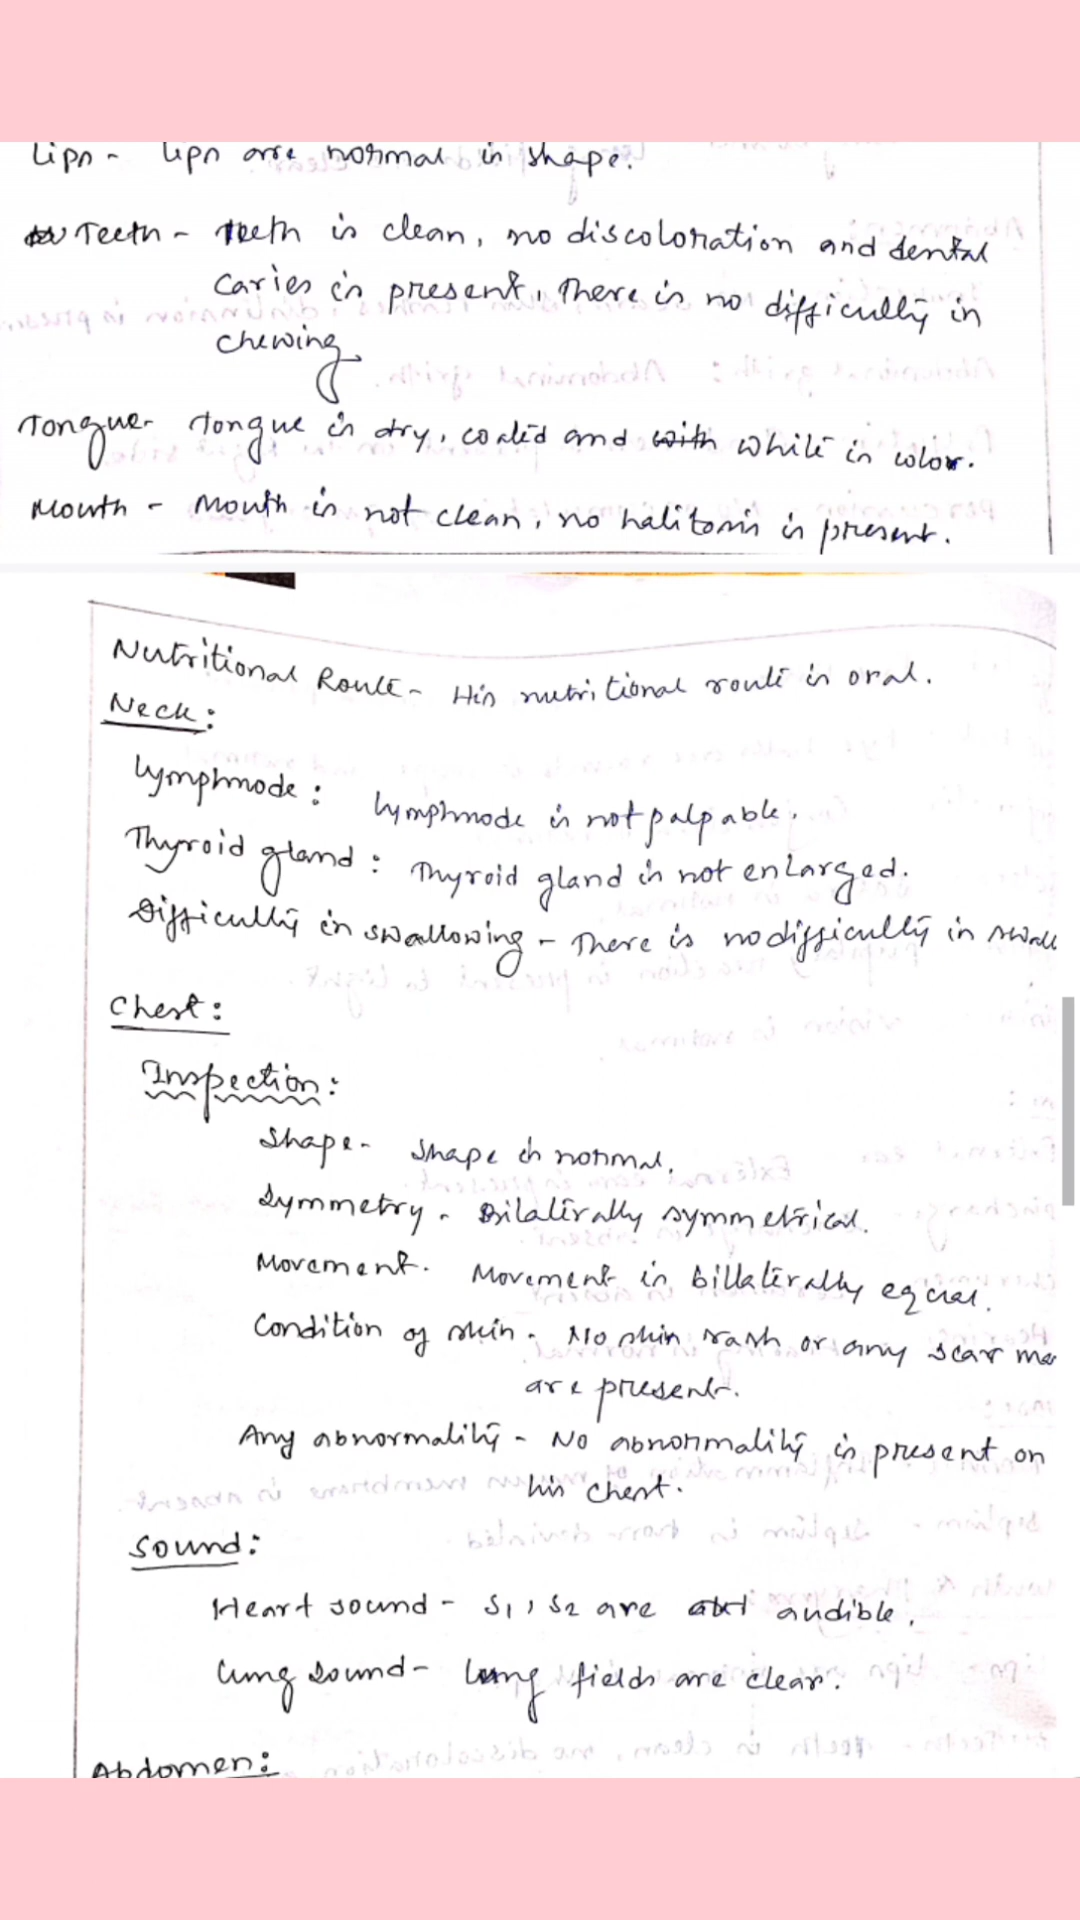 Lips - Lips are normal in shape.
Teeth - Teeth is clean, no discoloration and dental
caries is present, There is no difficulty in
chewing
Tongue - Tongue is dry, coated and with white in color.
Mouth - Mouth is not clean, no halitosis is present.
Nutritional Route - His nutritional route is oral.
Neck:
Lymphnode: Lymphnode is not palpable.
Thyroid gland: Thyroid gland is not enlarged.
Difficulty in swallowing - There is no difficulty in swall
Chest:
Inspection:
Shape - Shape is normal.
Symmetry - Bilaterally symmetrical.
Movement - Movement is billaterally equal.
Condition of skin - No skin rash or any scar ma
are present.
Any abnormality - No abnormality is present on
his chest.
Sound:
Heart sound - S1, S2 are audible.
Lung sound - Lung fields are clear.
Abdomen: